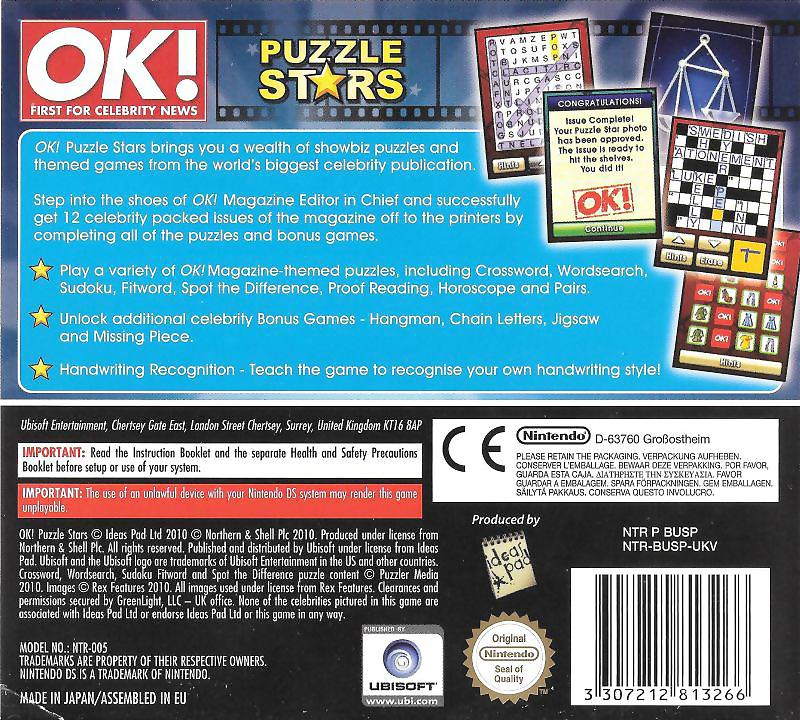 OK!
FIRST FOR CELEBRITY NEWS
PUZZLE
STARS
CONGRATULATIONS!
Issue Complete!
Your Puzzle Star photo
has been approved.
The issue is ready to
hit the shelves.
You did it!
OK!
Continue
Hints
Hints Erase
Hints
OK! Puzzle Stars brings you a wealth of showbiz puzzles and
themed games from the world's biggest celebrity publication.
Step into the shoes of OK! Magazine Editor in Chief and successfully
get 12 celebrity packed issues of the magazine off to the printers by
completing all of the puzzles and bonus games.
Play a variety of OK! Magazine-themed puzzles, including Crossword, Wordsearch,
Sudoku, Fitword, Spot the Difference, Proof Reading, Horoscope and Pairs.
Unlock additional celebrity Bonus Games - Hangman, Chain Letters, Jigsaw
and Missing Piece.
Handwriting Recognition - Teach the game to recognise your own handwriting style!
Ubisoft Entertainment, Chertsey Gate East, London Street Chertsey, Surrey, United Kingdom KT16 8AP
IMPORTANT: Read the Instruction Booklet and the separate Health and Safety Precautions
Booklet before setup or use of your system.
IMPORTANT: The use of an unlawful device with your Nintendo DS system may render this game
unplayable.
OK! Puzzle Stars © Ideas Pad Ltd 2010 © Northern & Shell Plc 2010. Produced under license from
Northern & Shell Plc. All rights reserved. Published and distributed by Ubisoft under license from Ideas
Pad. Ubisoft and the Ubisoft logo are trademarks of Ubisoft Entertainment in the US and other countries.
Crossword, Wordsearch, Sudoku Fitword and Spot the Difference puzzle content © Puzzler Media
2010. Images © Rex Features 2010. All images used under license from Rex Features. Clearances and
permissions secured by GreenLight, LLC – UK office. None of the celebrities pictured in this game are
associated with Ideas Pad Ltd or endorse Ideas Pad Ltd or this game in any way.
MODEL NO.: NTR-005
TRADEMARKS ARE PROPERTY OF THEIR RESPECTIVE OWNERS.
NINTENDO DS IS A TRADEMARK OF NINTENDO.
MADE IN JAPAN/ASSEMBLED IN EU
CE
Nintendo D-63760 Großostheim
PLEASE RETAIN THE PACKAGING. VERPACKUNG AUFHEBEN.
CONSERVER L'EMBALLAGE. BEWAAR DEZE VERPAKKING. POR FAVOR,
GUARDA ESTA CAJA. ΔΙΑΤΗΡΗΣΤΕ ΤΗΝ ΣΥΣΚΕΥΑΣΙΑ. FAVOR
GUARDAR A EMBALAGEM. SPARA FÖRPACKNINGEN. GEM EMBALLAGEN.
SÄILYTÄ PAKKAUS. CONSERVA QUESTO INVOLUCRO.
Produced by
ideas
pad
NTR P BUSP
NTR-BUSP-UKV
PUBLISHED BY
UBISOFT
www.ubi.com
Original
Nintendo
Seal of
Quality
TM
3 307212 813266